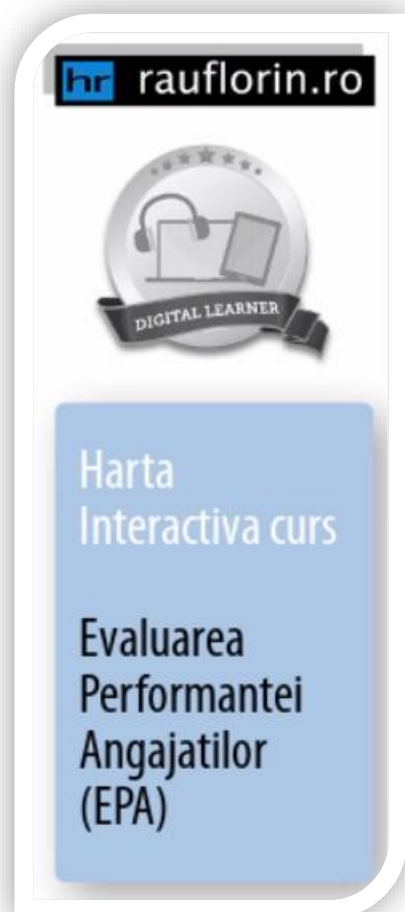 hr rauflorin.ro
DIGITAL LEARNER
Harta
Interactiva curs
Evaluarea
Performantei
Angajatilor
(EPA)